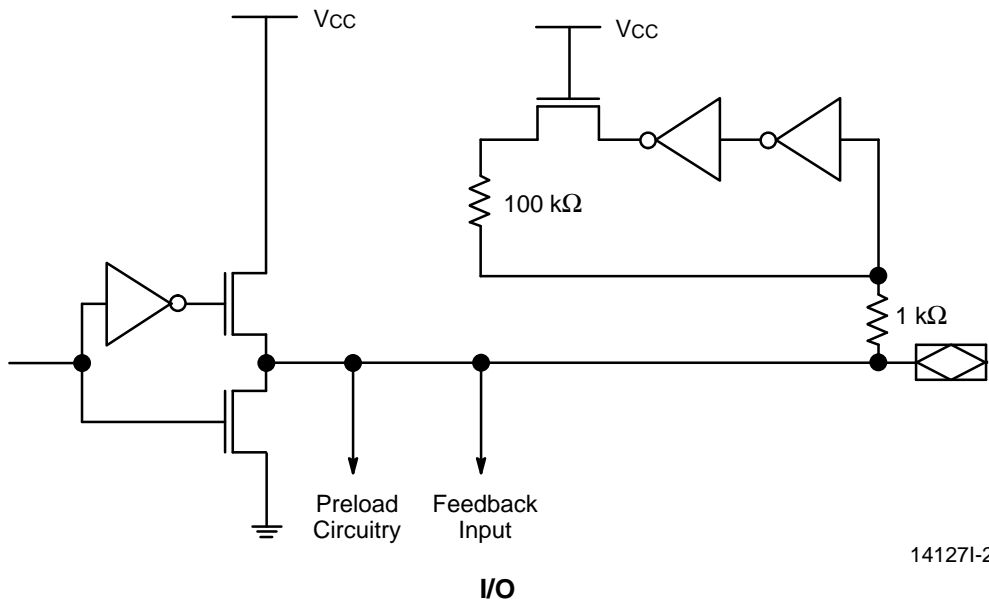 VCC
VCC
100 kΩ
1 kΩ
Preload
Circuitry
Feedback
Input
14127I-2
I/O